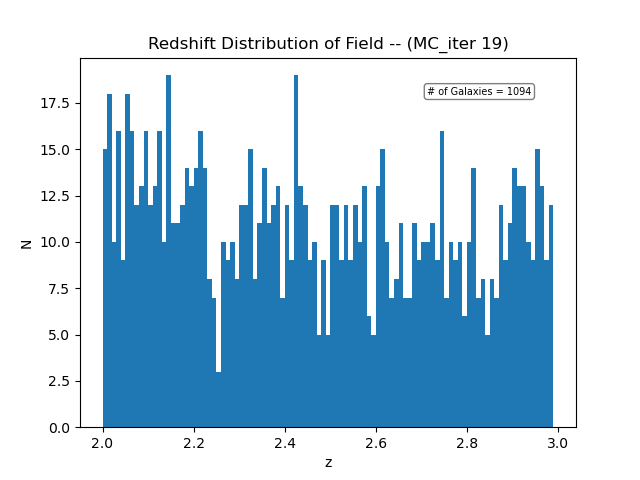 Redshift Distribution of Field -- (MC_iter 19)
# of Galaxies = 1094
17.5
15.0
12.5
10.0
7.5
5.0
2.5
0.0
N
2.0 2.2 2.4 2.6 2.8 3.0
z